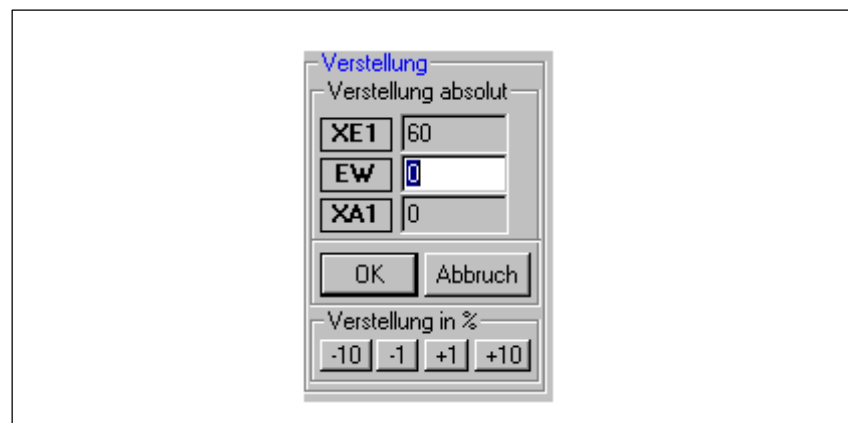 Verstellung
Verstellung absolut
XE1 60
EW 0
XA1 0
OK Abbruch
Verstellung in %
-10 -1 +1 +10